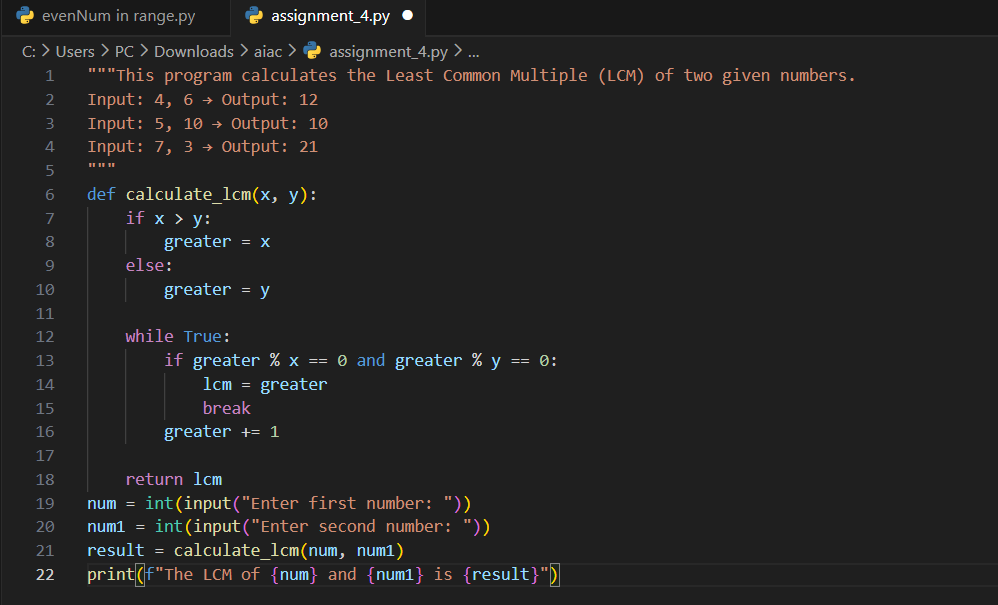 evenNum in range.py assignment_4.py
C: > Users > PC > Downloads > aiac > assignment_4.py > ...
1 """This program calculates the Least Common Multiple (LCM) of two given numbers.
2 Input: 4, 6 → Output: 12
3 Input: 5, 10 → Output: 10
4 Input: 7, 3 → Output: 21
5 """
6 def calculate_lcm(x, y):
7     if x > y:
8         greater = x
9     else:
10         greater = y
11
12     while True:
13         if greater % x == 0 and greater % y == 0:
14             lcm = greater
15             break
16         greater += 1
17
18     return lcm
19 num = int(input("Enter first number: "))
20 num1 = int(input("Enter second number: "))
21 result = calculate_lcm(num, num1)
22 print(f"The LCM of {num} and {num1} is {result}")